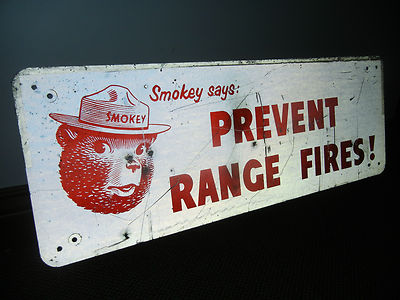 Smokey says:
SMOKEY
PREVENT
RANGE FIRES!